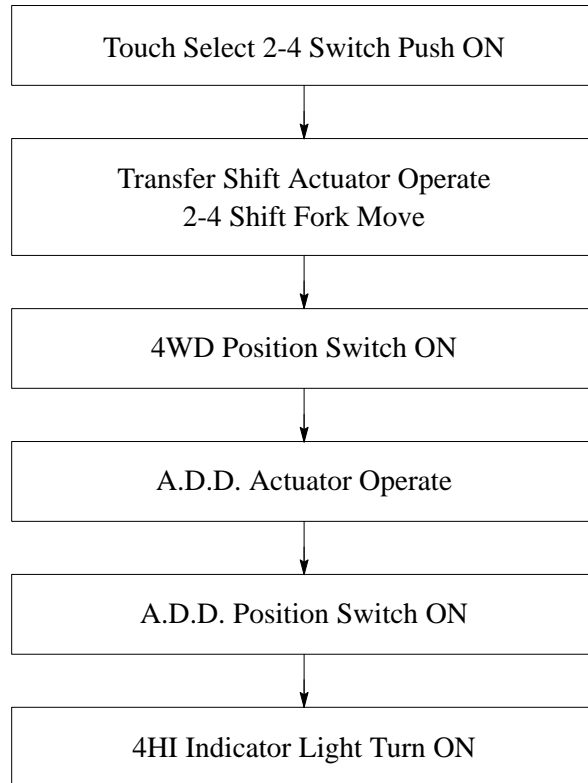 Touch Select 2-4 Switch Push ON
Transfer Shift Actuator Operate
2-4 Shift Fork Move
4WD Position Switch ON
A.D.D. Actuator Operate
A.D.D. Position Switch ON
4HI Indicator Light Turn ON